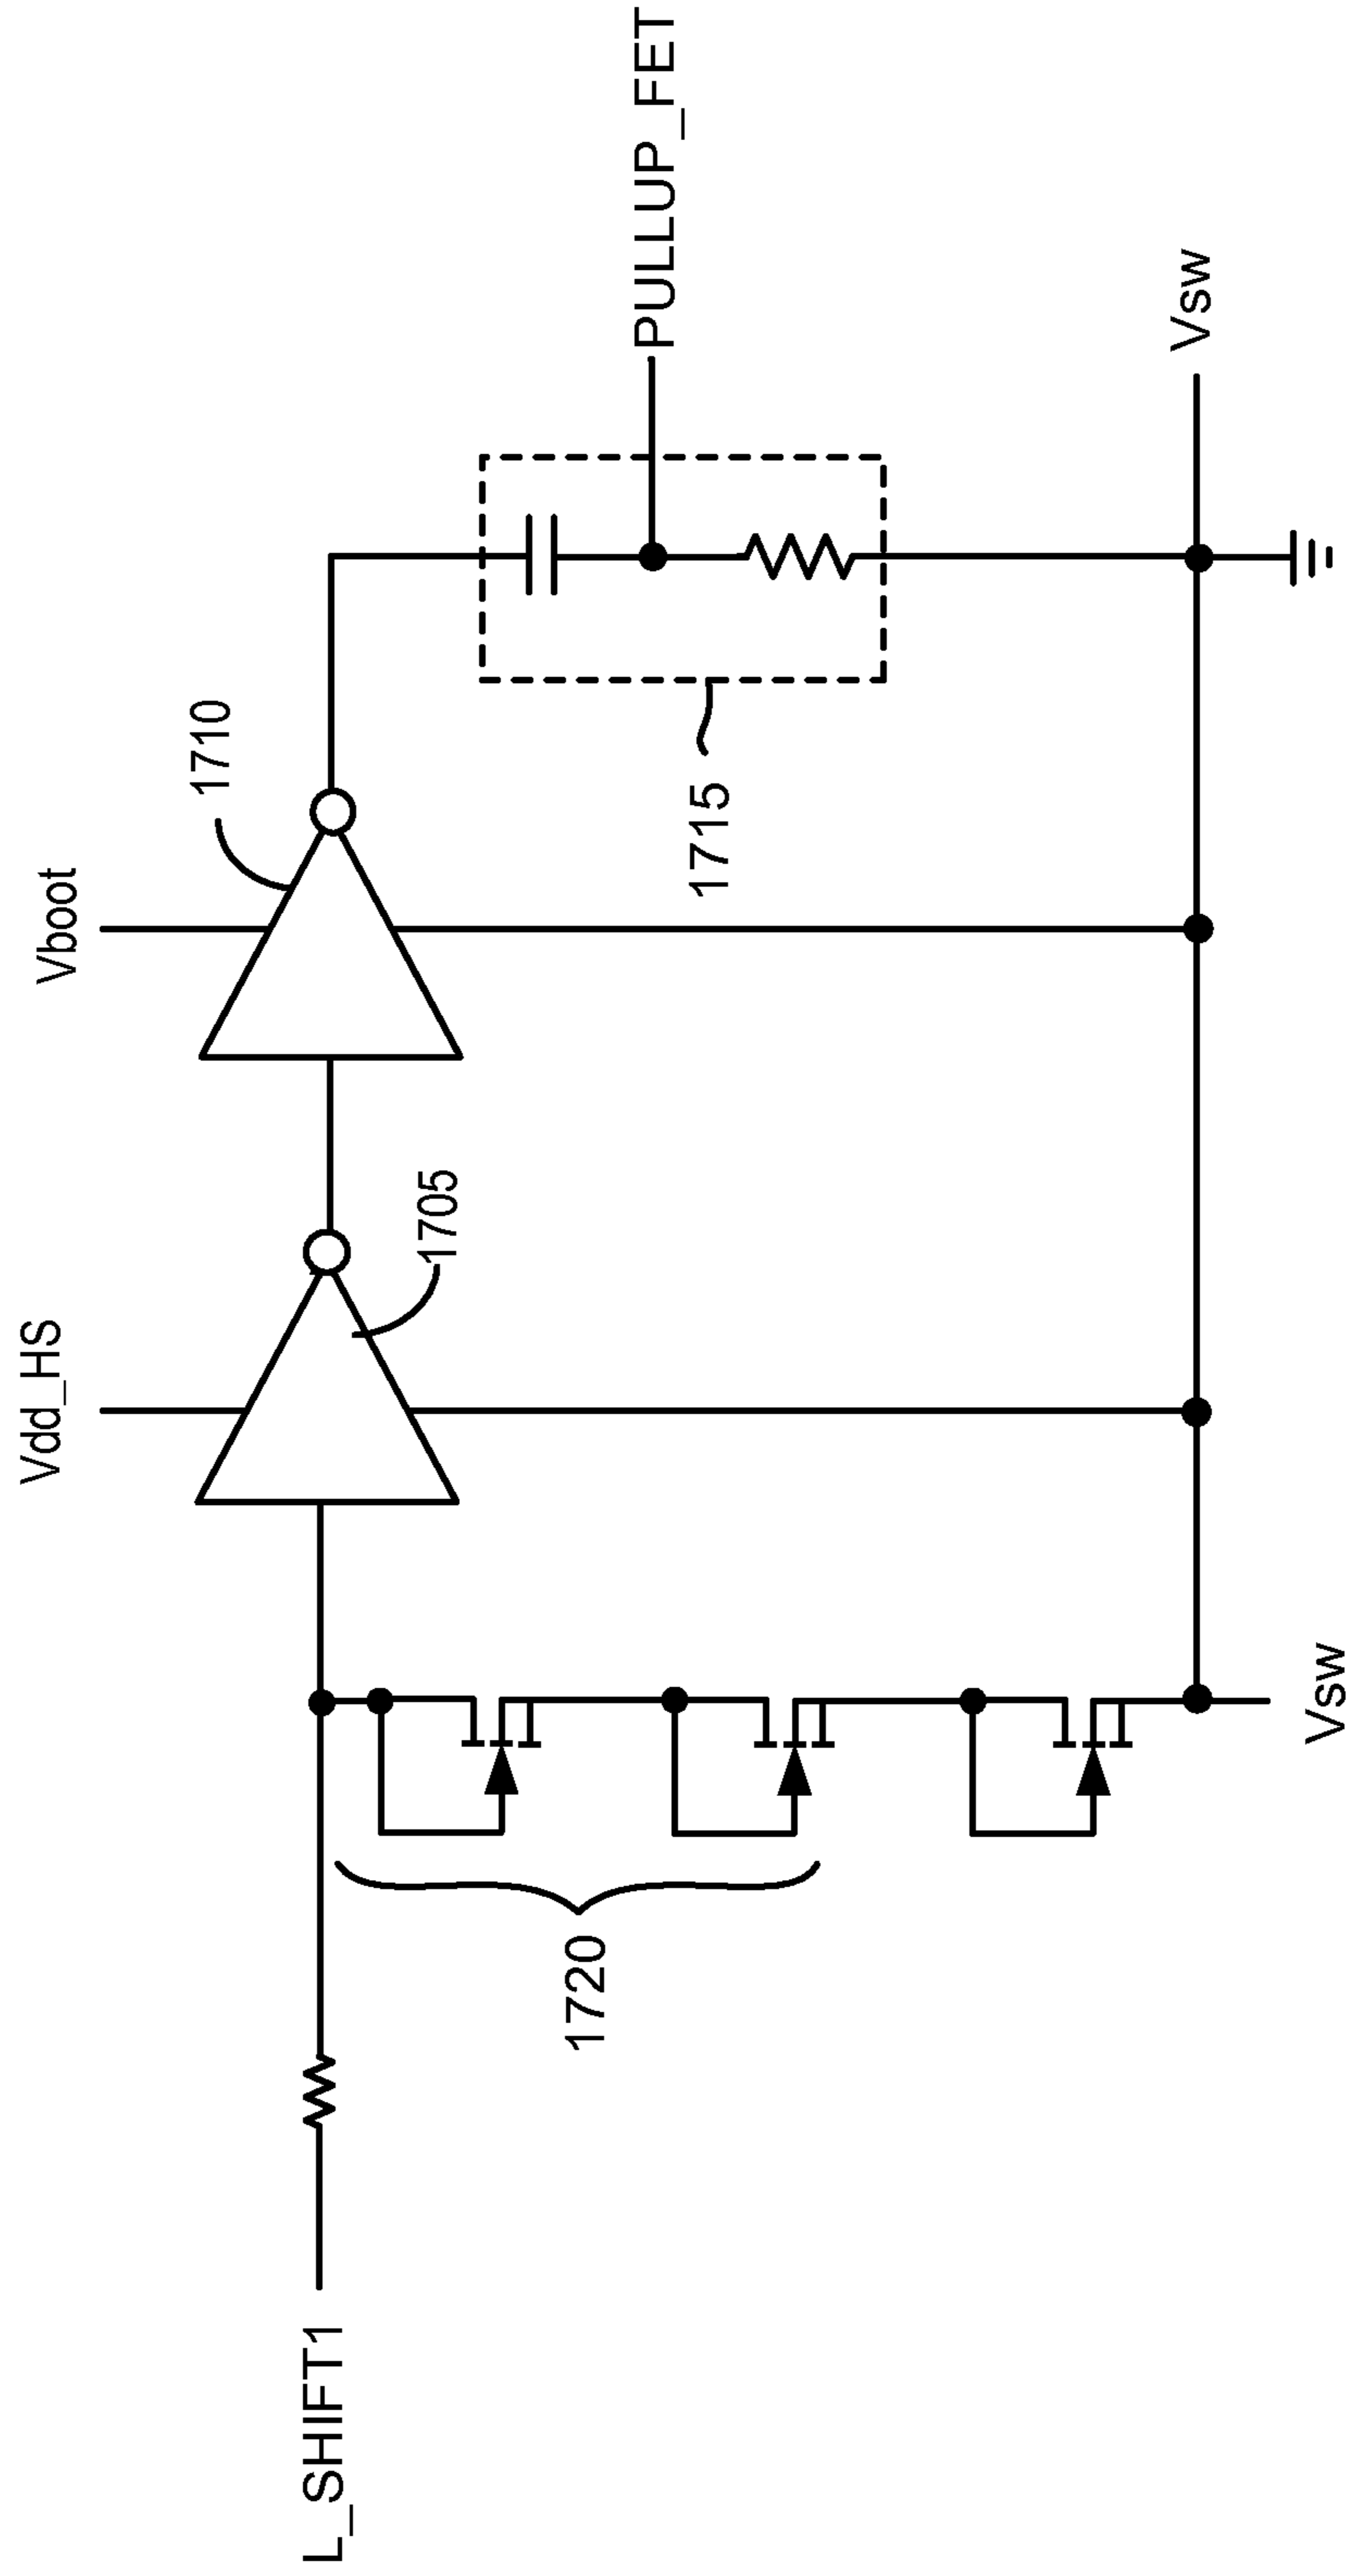 L_SHIFT1
1720
Vdd_HS
1705
Vboot
1710
1715
PULLUP_FET
Vsw
Vsw